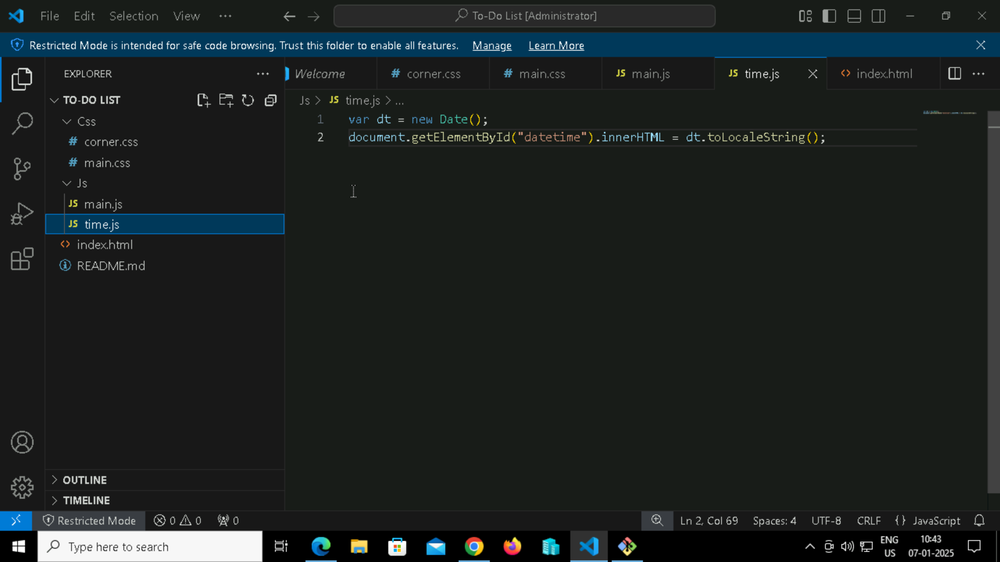 File Edit Selection View ···
To-Do List [Administrator]
Restricted Mode is intended for safe code browsing. Trust this folder to enable all features. Manage Learn More
EXPLORER
Welcome # corner.css # main.css JS main.js JS time.js <> index.html
TO-DO LIST
Js > JS time.js > ...
Css
# corner.css
# main.css
Js
JS main.js
JS time.js
<> index.html
README.md
1 var dt = new Date();
2 document.getElementById("datetime").innerHTML = dt.toLocaleString();
OUTLINE
TIMELINE
Restricted Mode 0 0 0 Ln 2, Col 69 Spaces: 4 UTF-8 CRLF {} JavaScript
Type here to search
ENG
US
10:43
07-01-2025